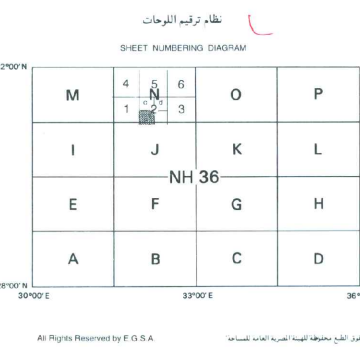 نظام ترقيم اللوحات
SHEET NUMBERING DIAGRAM
2°00' N
M 4 5 6 O P
N
1 2 3
I J K L
NH 36
E F G H
A B C D
28°00' N
30°00' E 33°00' E 36°
All Rights Reserved by E.G.S.A. حقوق الطبع محفوظة للهيئة المصرية العامة للمساحة